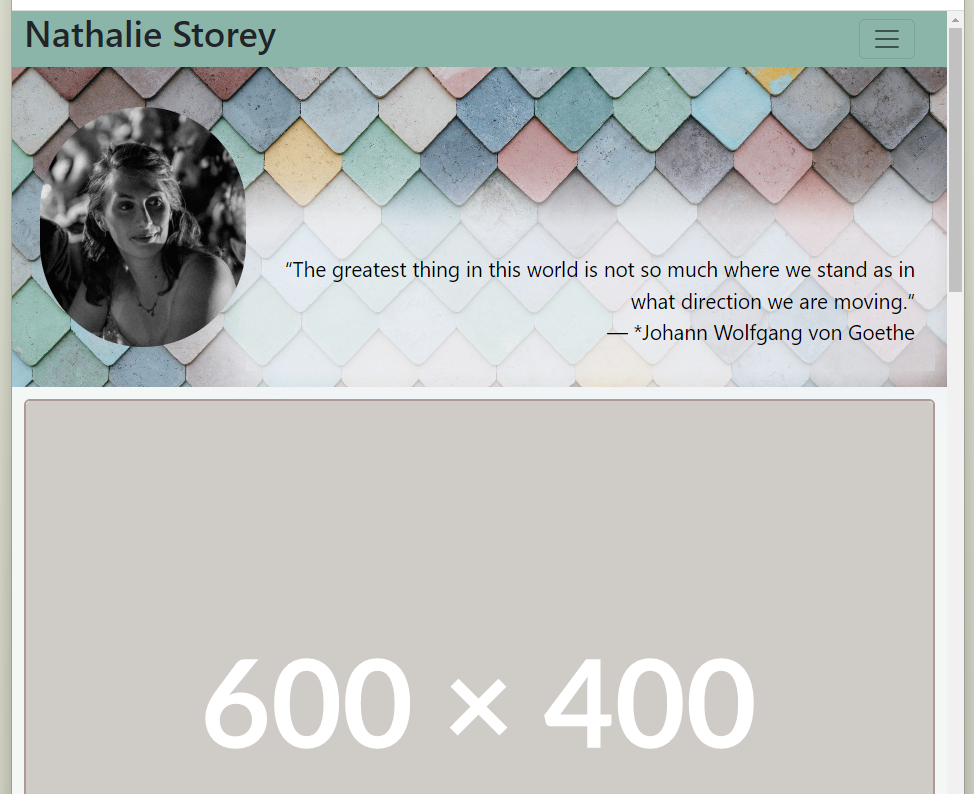 Nathalie Storey
“The greatest thing in this world is not so much where we stand as in
what direction we are moving.”
— *Johann Wolfgang von Goethe
600 × 400